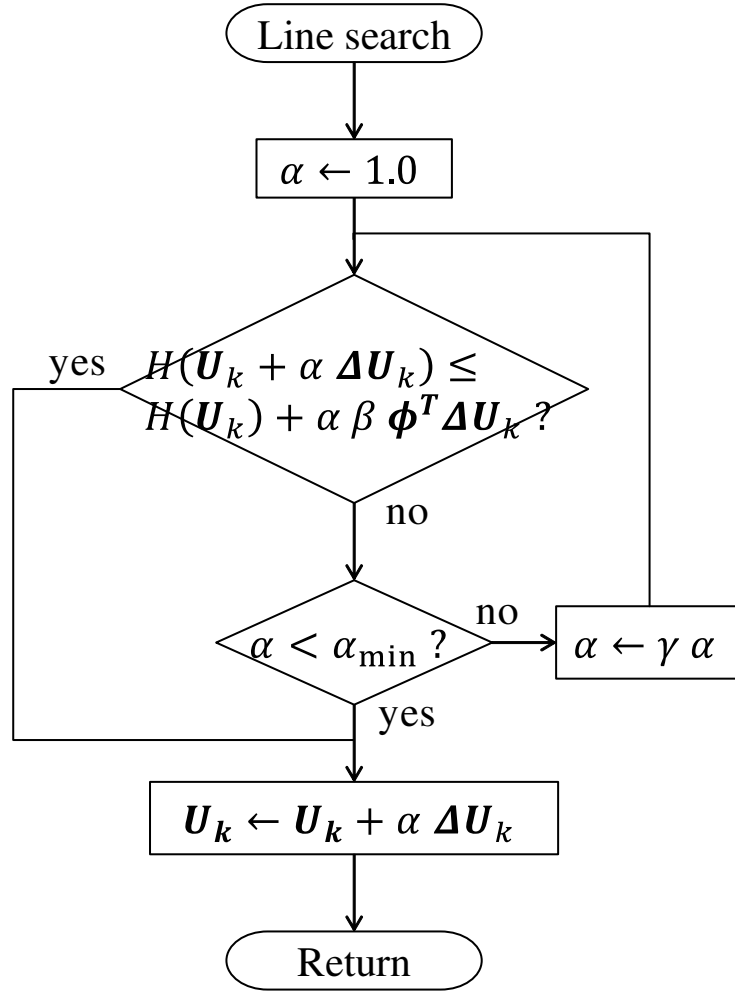 Line search
α ← 1.0
yes
H(U_k + α ΔU_k) ≤
H(U_k) + α β ϕ^T ΔU_k ?
no
α < α_min ?
no
α ← γ α
yes
U_k ← U_k + α ΔU_k
Return